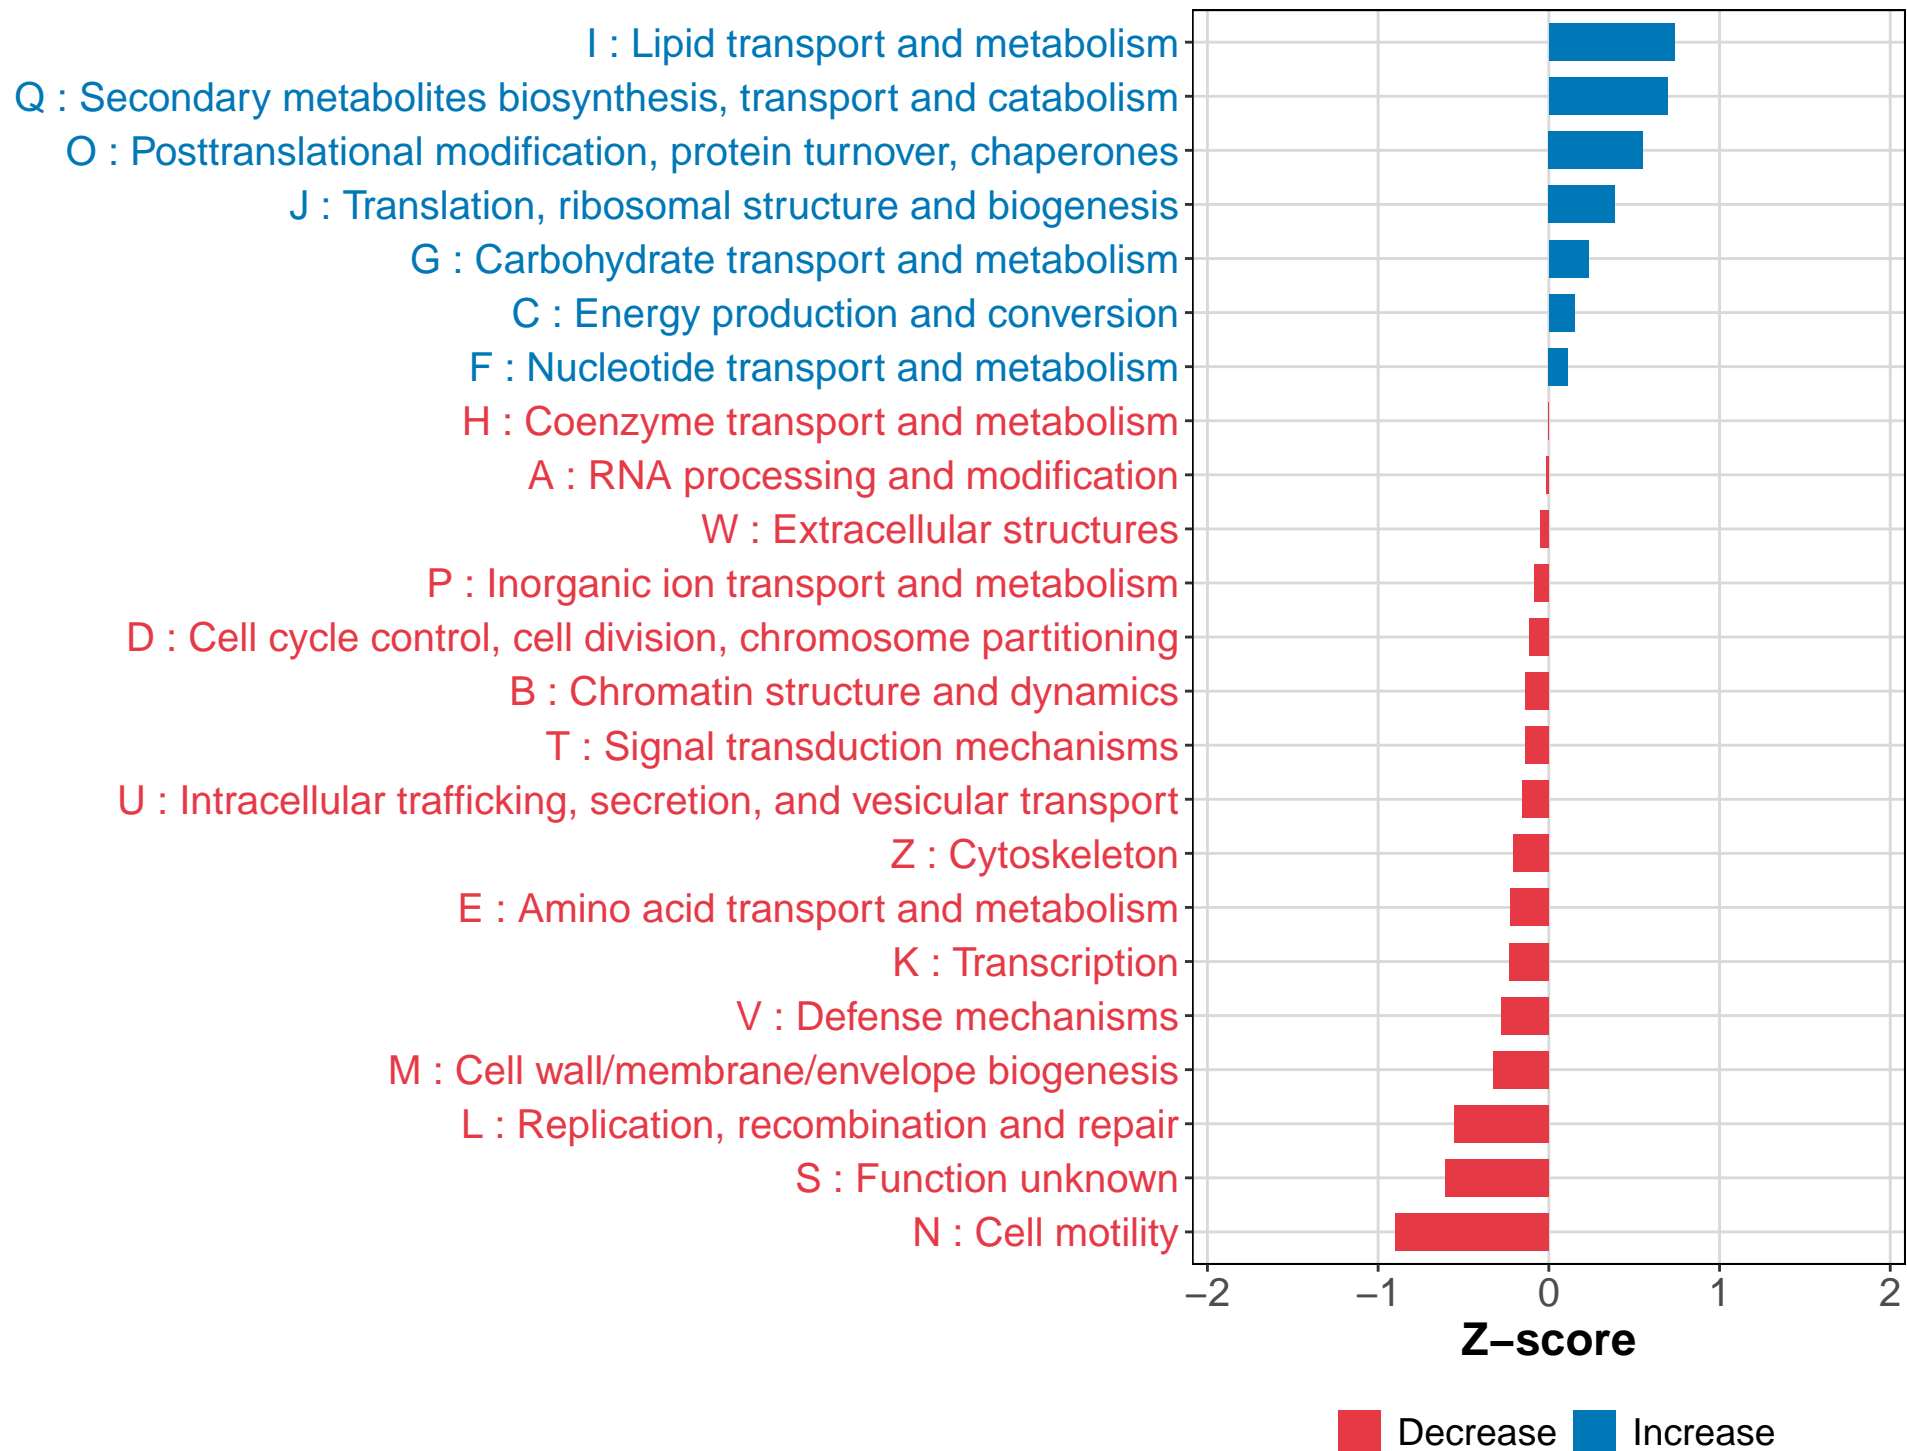 I : Lipid transport and metabolism
Q : Secondary metabolites biosynthesis, transport and catabolism
O : Posttranslational modification, protein turnover, chaperones
J : Translation, ribosomal structure and biogenesis
G : Carbohydrate transport and metabolism
C : Energy production and conversion
F : Nucleotide transport and metabolism
H : Coenzyme transport and metabolism
A : RNA processing and modification
W : Extracellular structures
P : Inorganic ion transport and metabolism
D : Cell cycle control, cell division, chromosome partitioning
B : Chromatin structure and dynamics
T : Signal transduction mechanisms
U : Intracellular trafficking, secretion, and vesicular transport
Z : Cytoskeleton
E : Amino acid transport and metabolism
K : Transcription
V : Defense mechanisms
M : Cell wall/membrane/envelope biogenesis
L : Replication, recombination and repair
S : Function unknown
N : Cell motility
−2 −1 0 1 2
Z−score
Decrease Increase